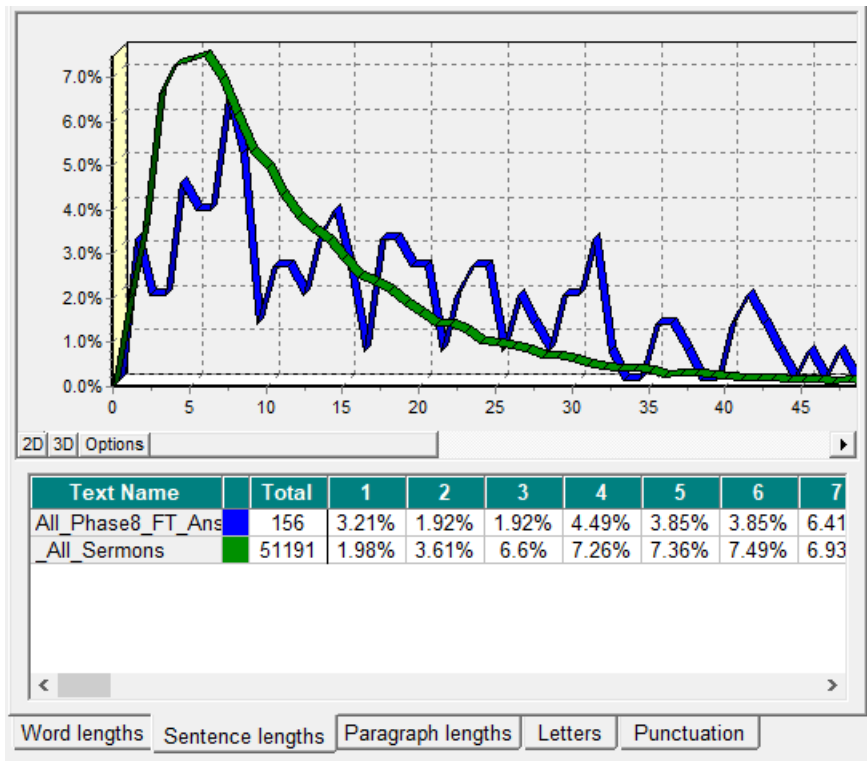 7.0%
6.0%
5.0%
4.0%
3.0%
2.0%
1.0%
0.0%
0 5 10 15 20 25 30 35 40 45
2D 3D Options
Text Name Total 1 2 3 4 5 6 7
All_Phase8_FT_Ans 156 3.21% 1.92% 1.92% 4.49% 3.85% 3.85% 6.41
_All_Sermons 51191 1.98% 3.61% 6.6% 7.26% 7.36% 7.49% 6.93
Word lengths Sentence lengths Paragraph lengths Letters Punctuation